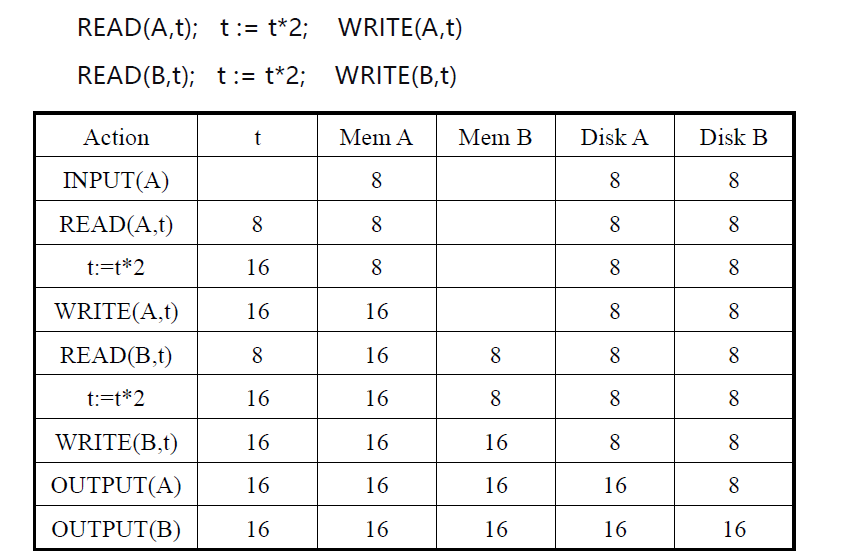 READ(A,t); t := t*2; WRITE(A,t)
READ(B,t); t := t*2; WRITE(B,t)
Action t Mem A Mem B Disk A Disk B
INPUT(A) 8 8 8
READ(A,t) 8 8 8 8
t:=t*2 16 8 8 8
WRITE(A,t) 16 16 8 8
READ(B,t) 8 16 8 8 8
t:=t*2 16 16 8 8 8
WRITE(B,t) 16 16 16 8 8
OUTPUT(A) 16 16 16 16 8
OUTPUT(B) 16 16 16 16 16